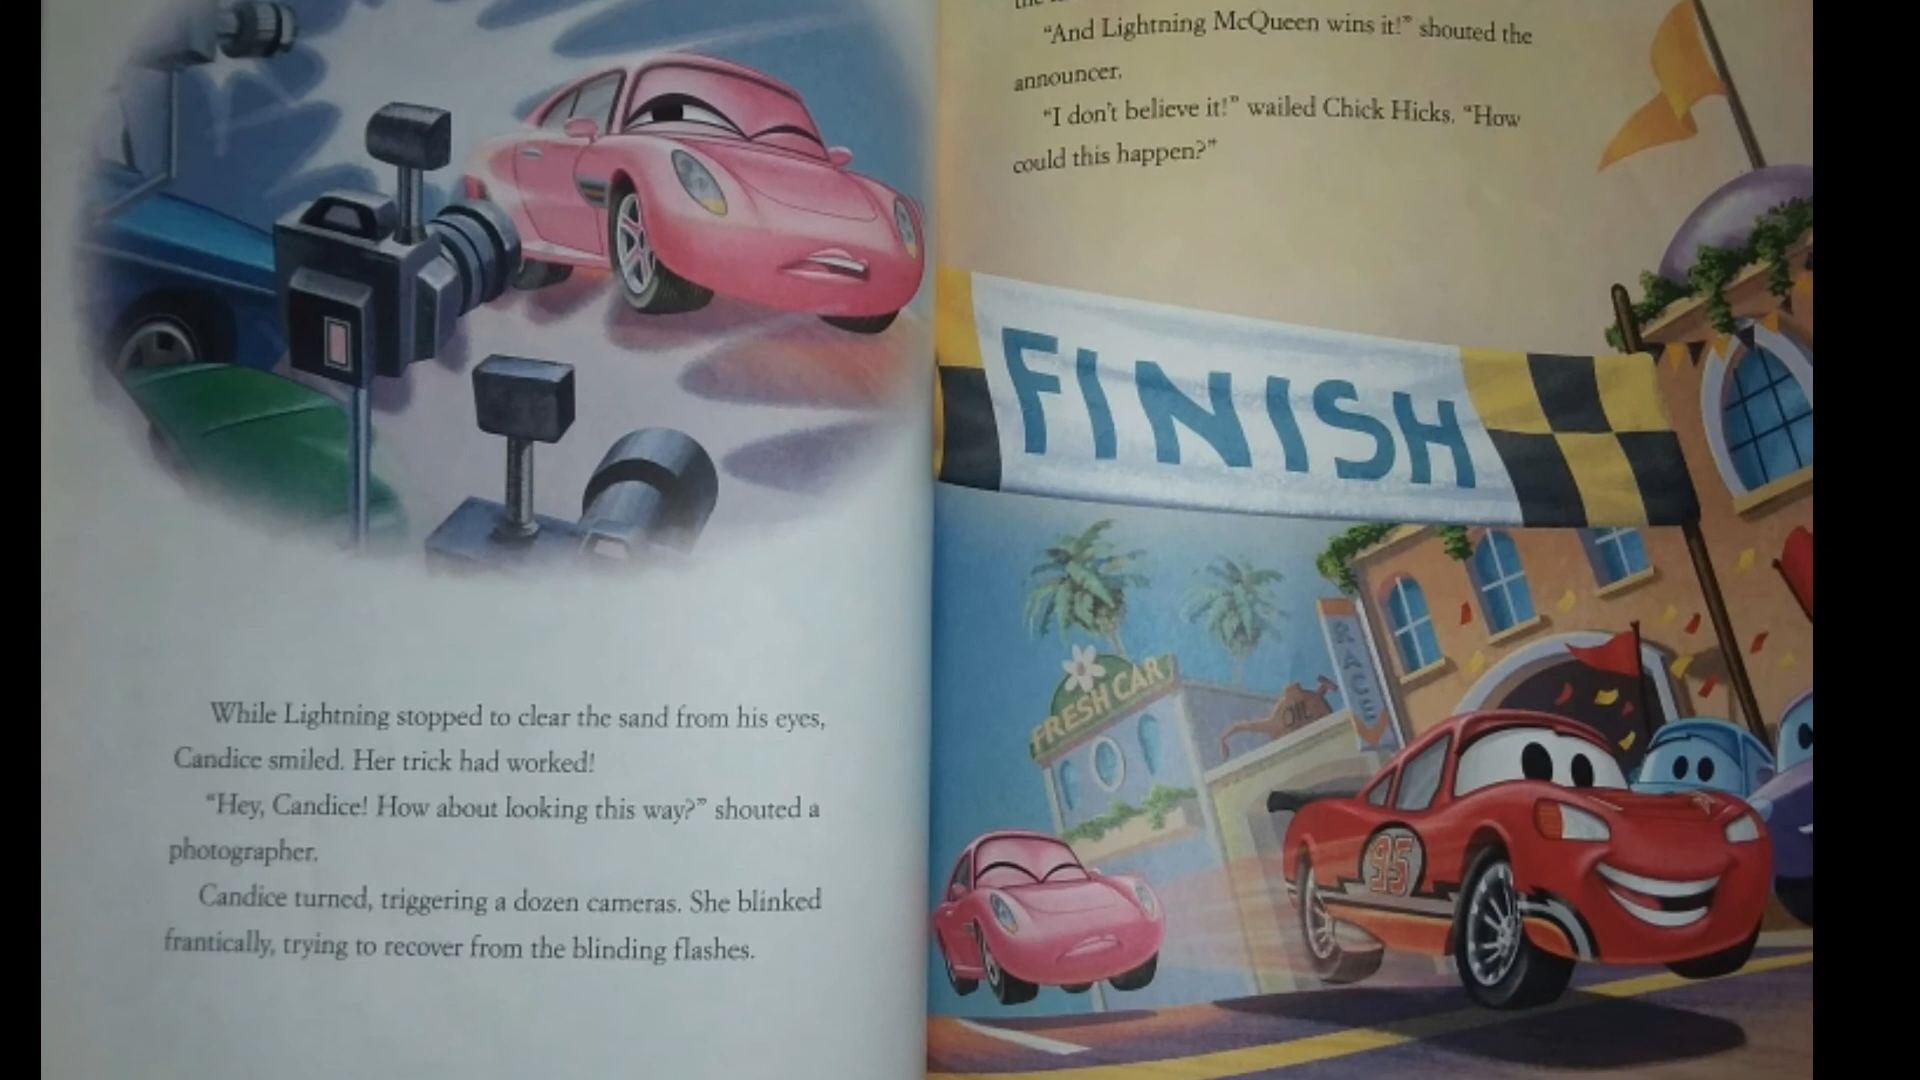 While Lightning stopped to clear the sand from his eyes,
Candice smiled. Her trick had worked!
“Hey, Candice! How about looking this way?” shouted a
photographer.
Candice turned, triggering a dozen cameras. She blinked
frantically, trying to recover from the blinding flashes.
“And Lightning McQueen wins it!” shouted the
announcer.
“I don’t believe it!” wailed Chick Hicks. “How
could this happen?”
FINISH
FRESH CAR
OIL
95